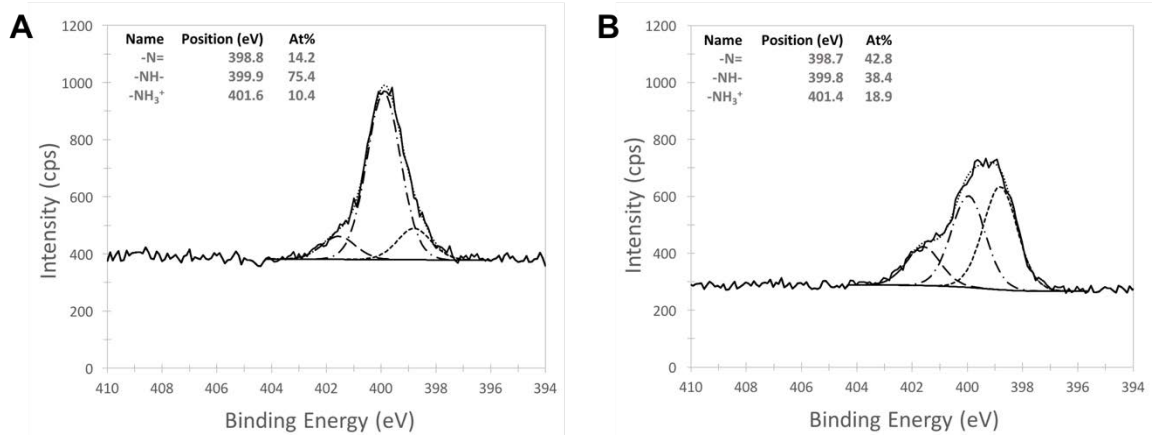 A
Name Position (eV) At%
-N= 398.8 14.2
-NH- 399.9 75.4
-NH₃⁺ 401.6 10.4
1200
1000
800
600
400
200
0
Intensity (cps)
410 408 406 404 402 400 398 396 394
Binding Energy (eV)
B
Name Position (eV) At%
-N= 398.7 42.8
-NH- 399.8 38.4
-NH₃⁺ 401.4 18.9
1200
1000
800
600
400
200
0
Intensity (cps)
410 408 406 404 402 400 398 396 394
Binding Energy (eV)